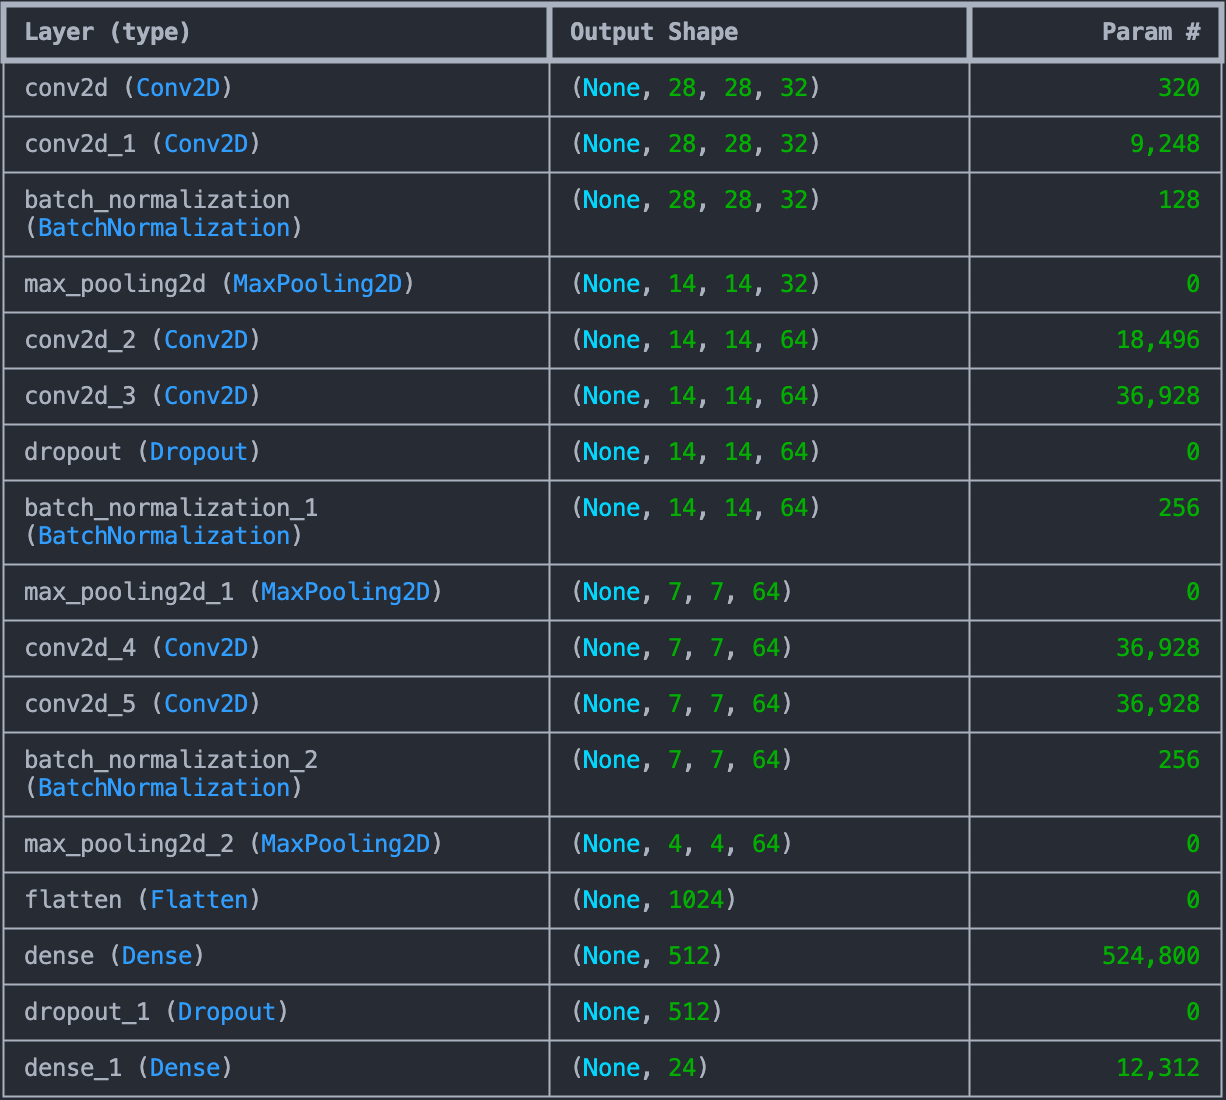 Layer (type) Output Shape Param #
conv2d (Conv2D) (None, 28, 28, 32) 320
conv2d_1 (Conv2D) (None, 28, 28, 32) 9,248
batch_normalization (None, 28, 28, 32) 128
(BatchNormalization)
max_pooling2d (MaxPooling2D) (None, 14, 14, 32) 0
conv2d_2 (Conv2D) (None, 14, 14, 64) 18,496
conv2d_3 (Conv2D) (None, 14, 14, 64) 36,928
dropout (Dropout) (None, 14, 14, 64) 0
batch_normalization_1 (None, 14, 14, 64) 256
(BatchNormalization)
max_pooling2d_1 (MaxPooling2D) (None, 7, 7, 64) 0
conv2d_4 (Conv2D) (None, 7, 7, 64) 36,928
conv2d_5 (Conv2D) (None, 7, 7, 64) 36,928
batch_normalization_2 (None, 7, 7, 64) 256
(BatchNormalization)
max_pooling2d_2 (MaxPooling2D) (None, 4, 4, 64) 0
flatten (Flatten) (None, 1024) 0
dense (Dense) (None, 512) 524,800
dropout_1 (Dropout) (None, 512) 0
dense_1 (Dense) (None, 24) 12,312